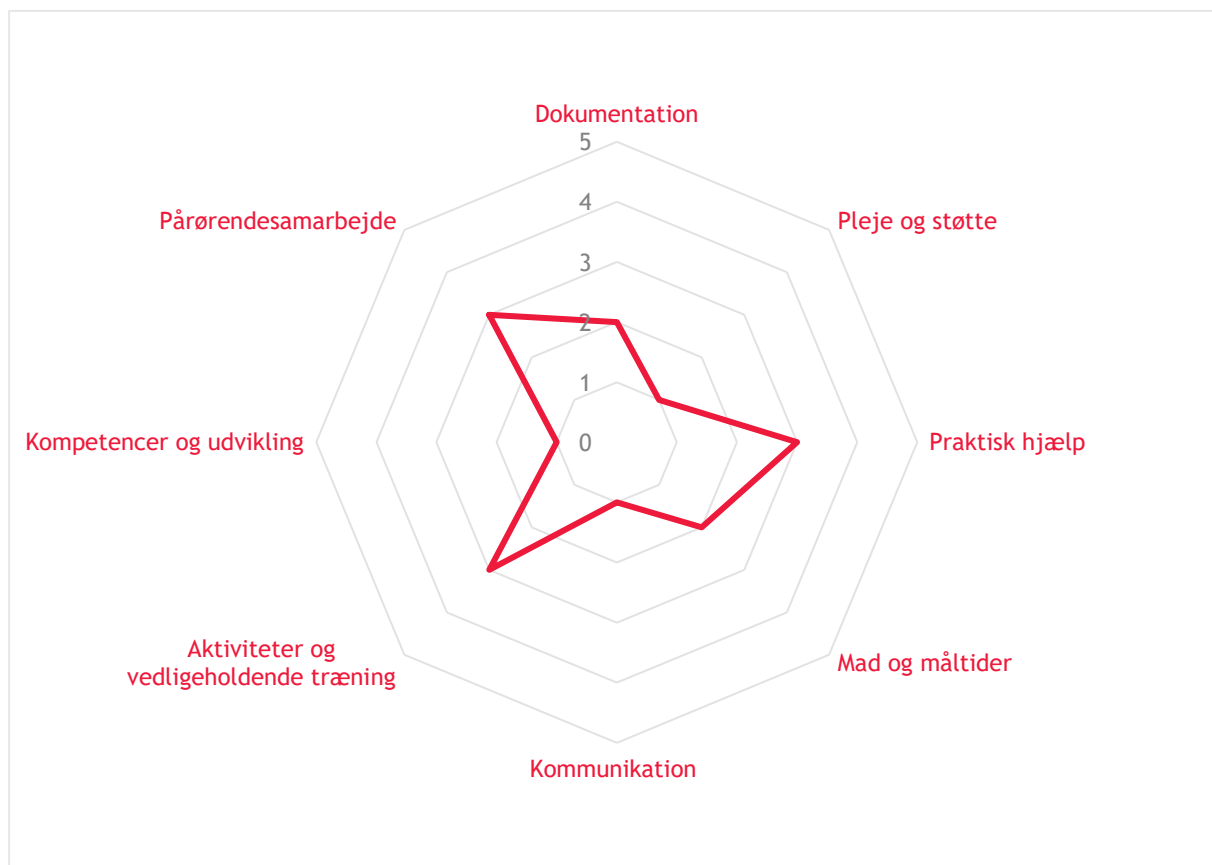 Dokumentation
5
Pårørendesamarbejde
4
Pleje og støtte
3
2
1
Kompetencer og udvikling
0
Praktisk hjælp
Aktiviteter og
vedligeholdende træning
Mad og måltider
Kommunikation